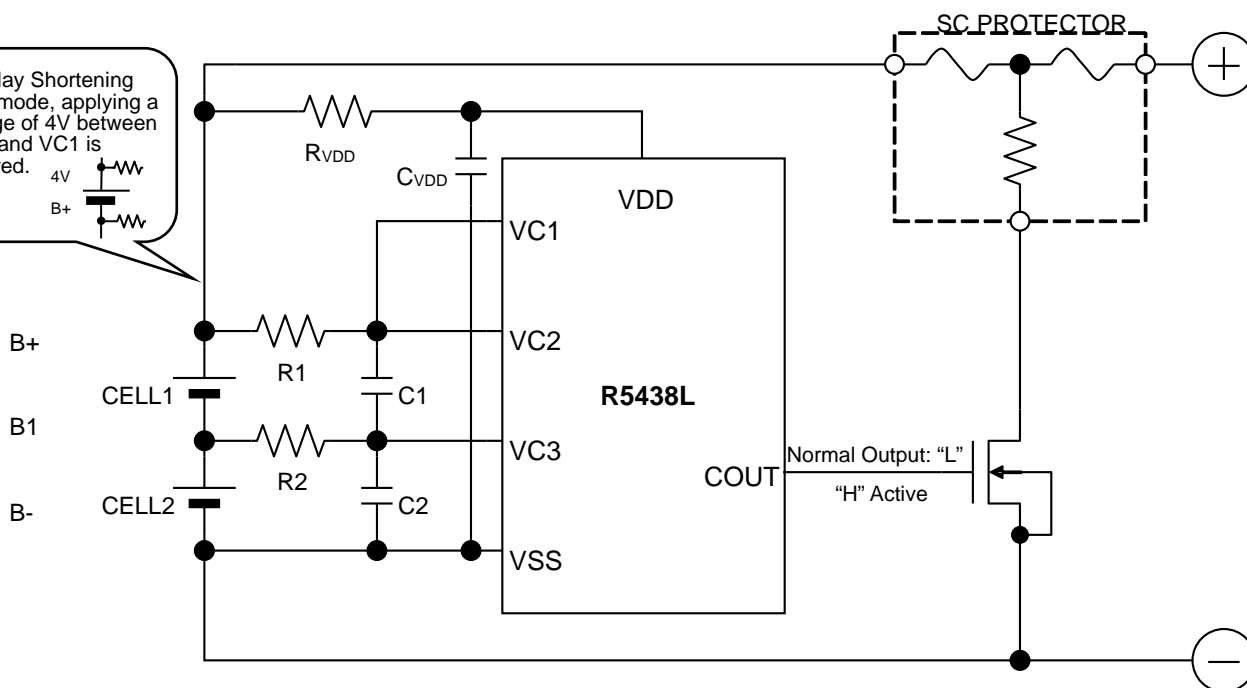 SC PROTECTOR
lay Shortening
mode, applying a
ge of 4V between
and VC1 is
ed.
4V
B+
RVDD
CVDD
VDD
VC1
B+
R1
VC2
CELL1
C1
R5438L
B1
R2
VC3
Normal Output: “L”
COUT
“H” Active
B-
CELL2
C2
VSS